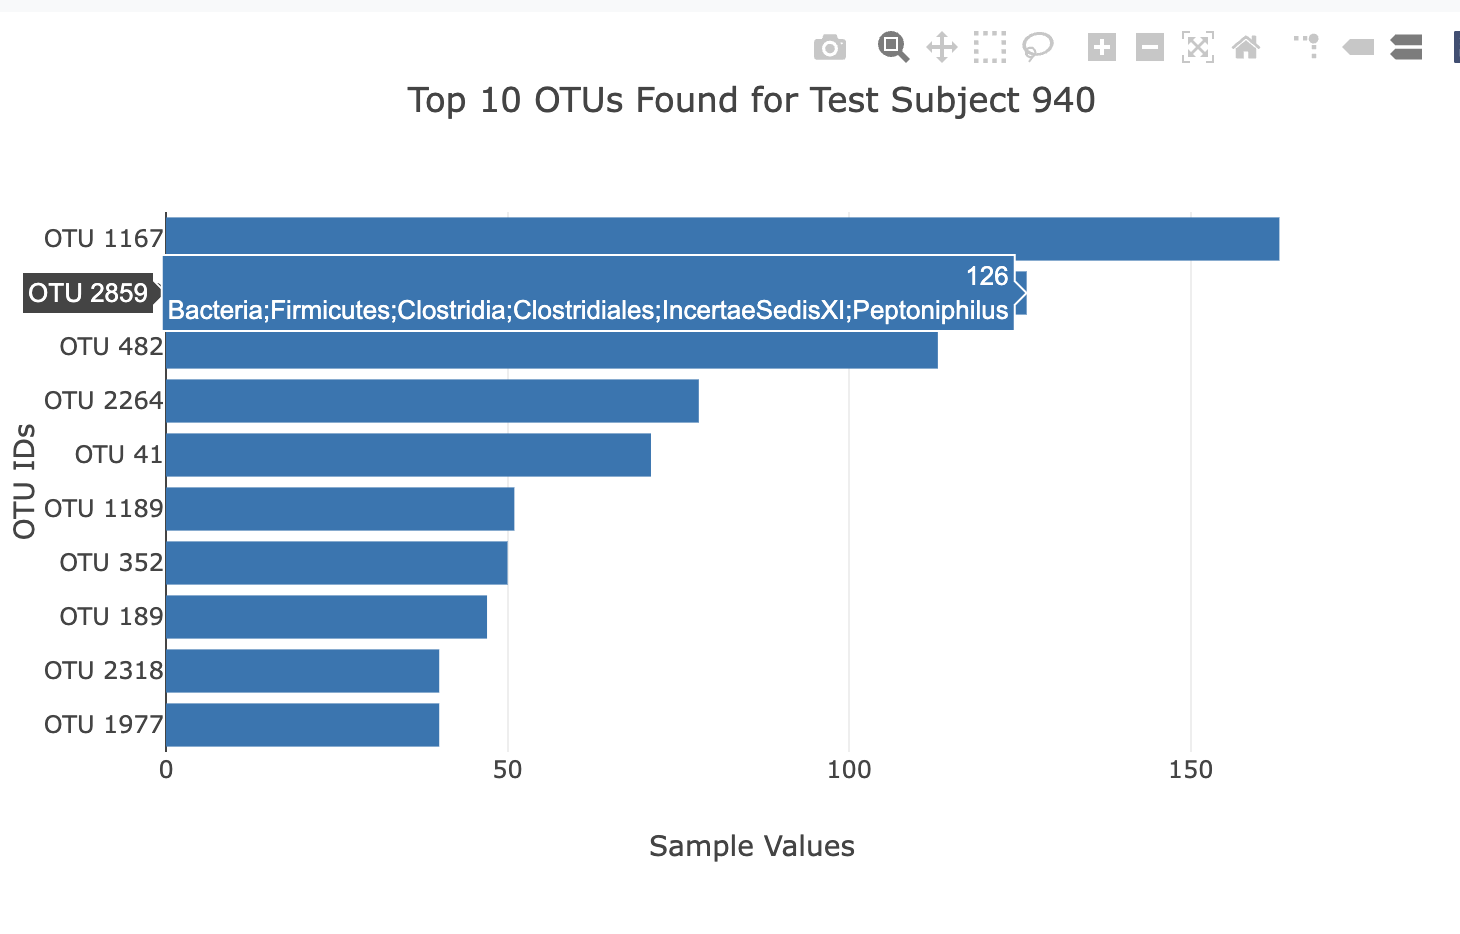 Top 10 OTUs Found for Test Subject 940
OTU 1167
OTU 2859
126
Bacteria;Firmicutes;Clostridia;Clostridiales;IncertaeSedisXI;Peptoniphilus
OTU 482
OTU 2264
OTU 41
OTU 1189
OTU 352
OTU 189
OTU 2318
OTU 1977
OTU IDs
0 50 100 150
Sample Values